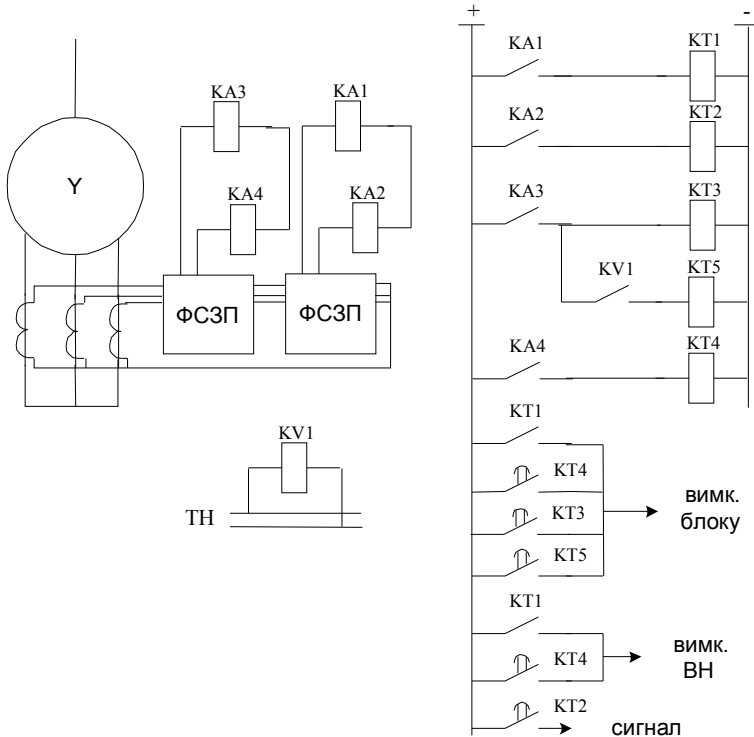 +
-
KA1
KT1
KA2
KT2
KA3
KT3
KV1
KT5
KA4
KT4
KT1
KT4
KT3
KT5
вимк.
блоку
KT1
KT4
вимк.
ВН
KT2
сигнал
Y
KA3
KA1
KA4
KA2
ФСЗП
ФСЗП
KV1
ТН